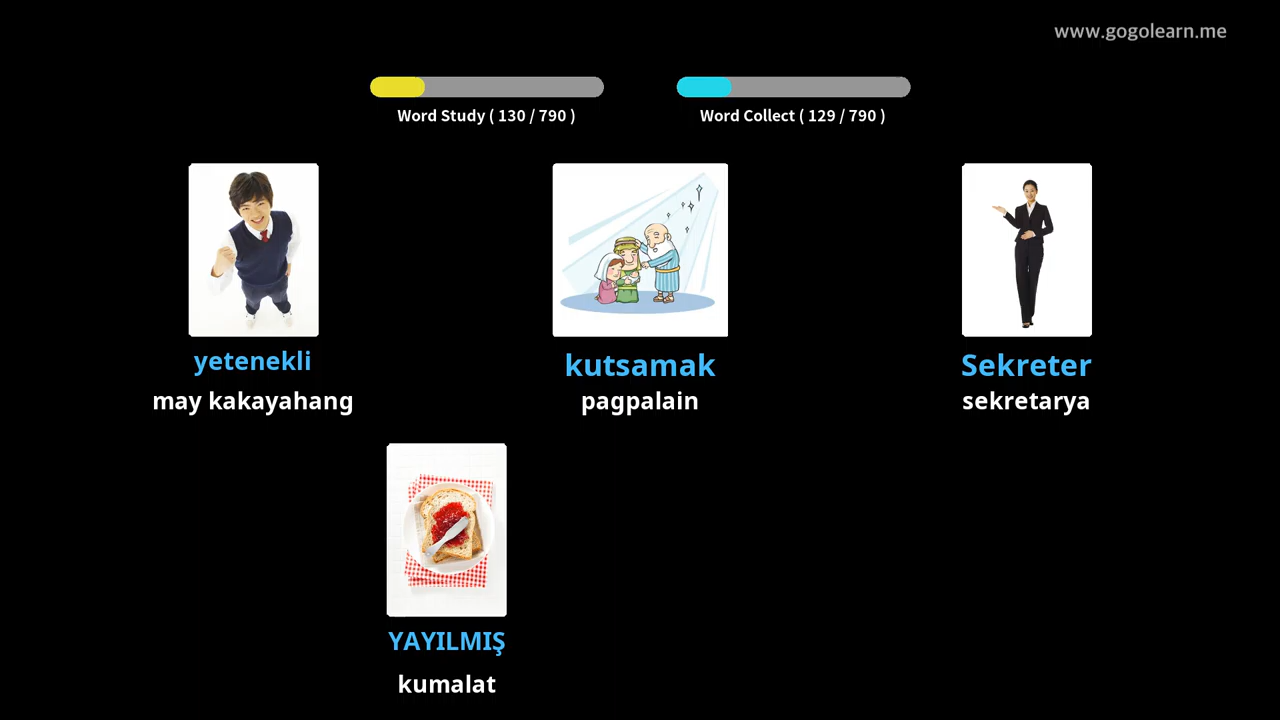 www.gogolearn.me
Word Study ( 130 / 790 )
Word Collect ( 129 / 790 )
yetenekli
may kakayahang
kutsamak
pagpalain
Sekreter
sekretarya
YAYILMIŞ
kumalat